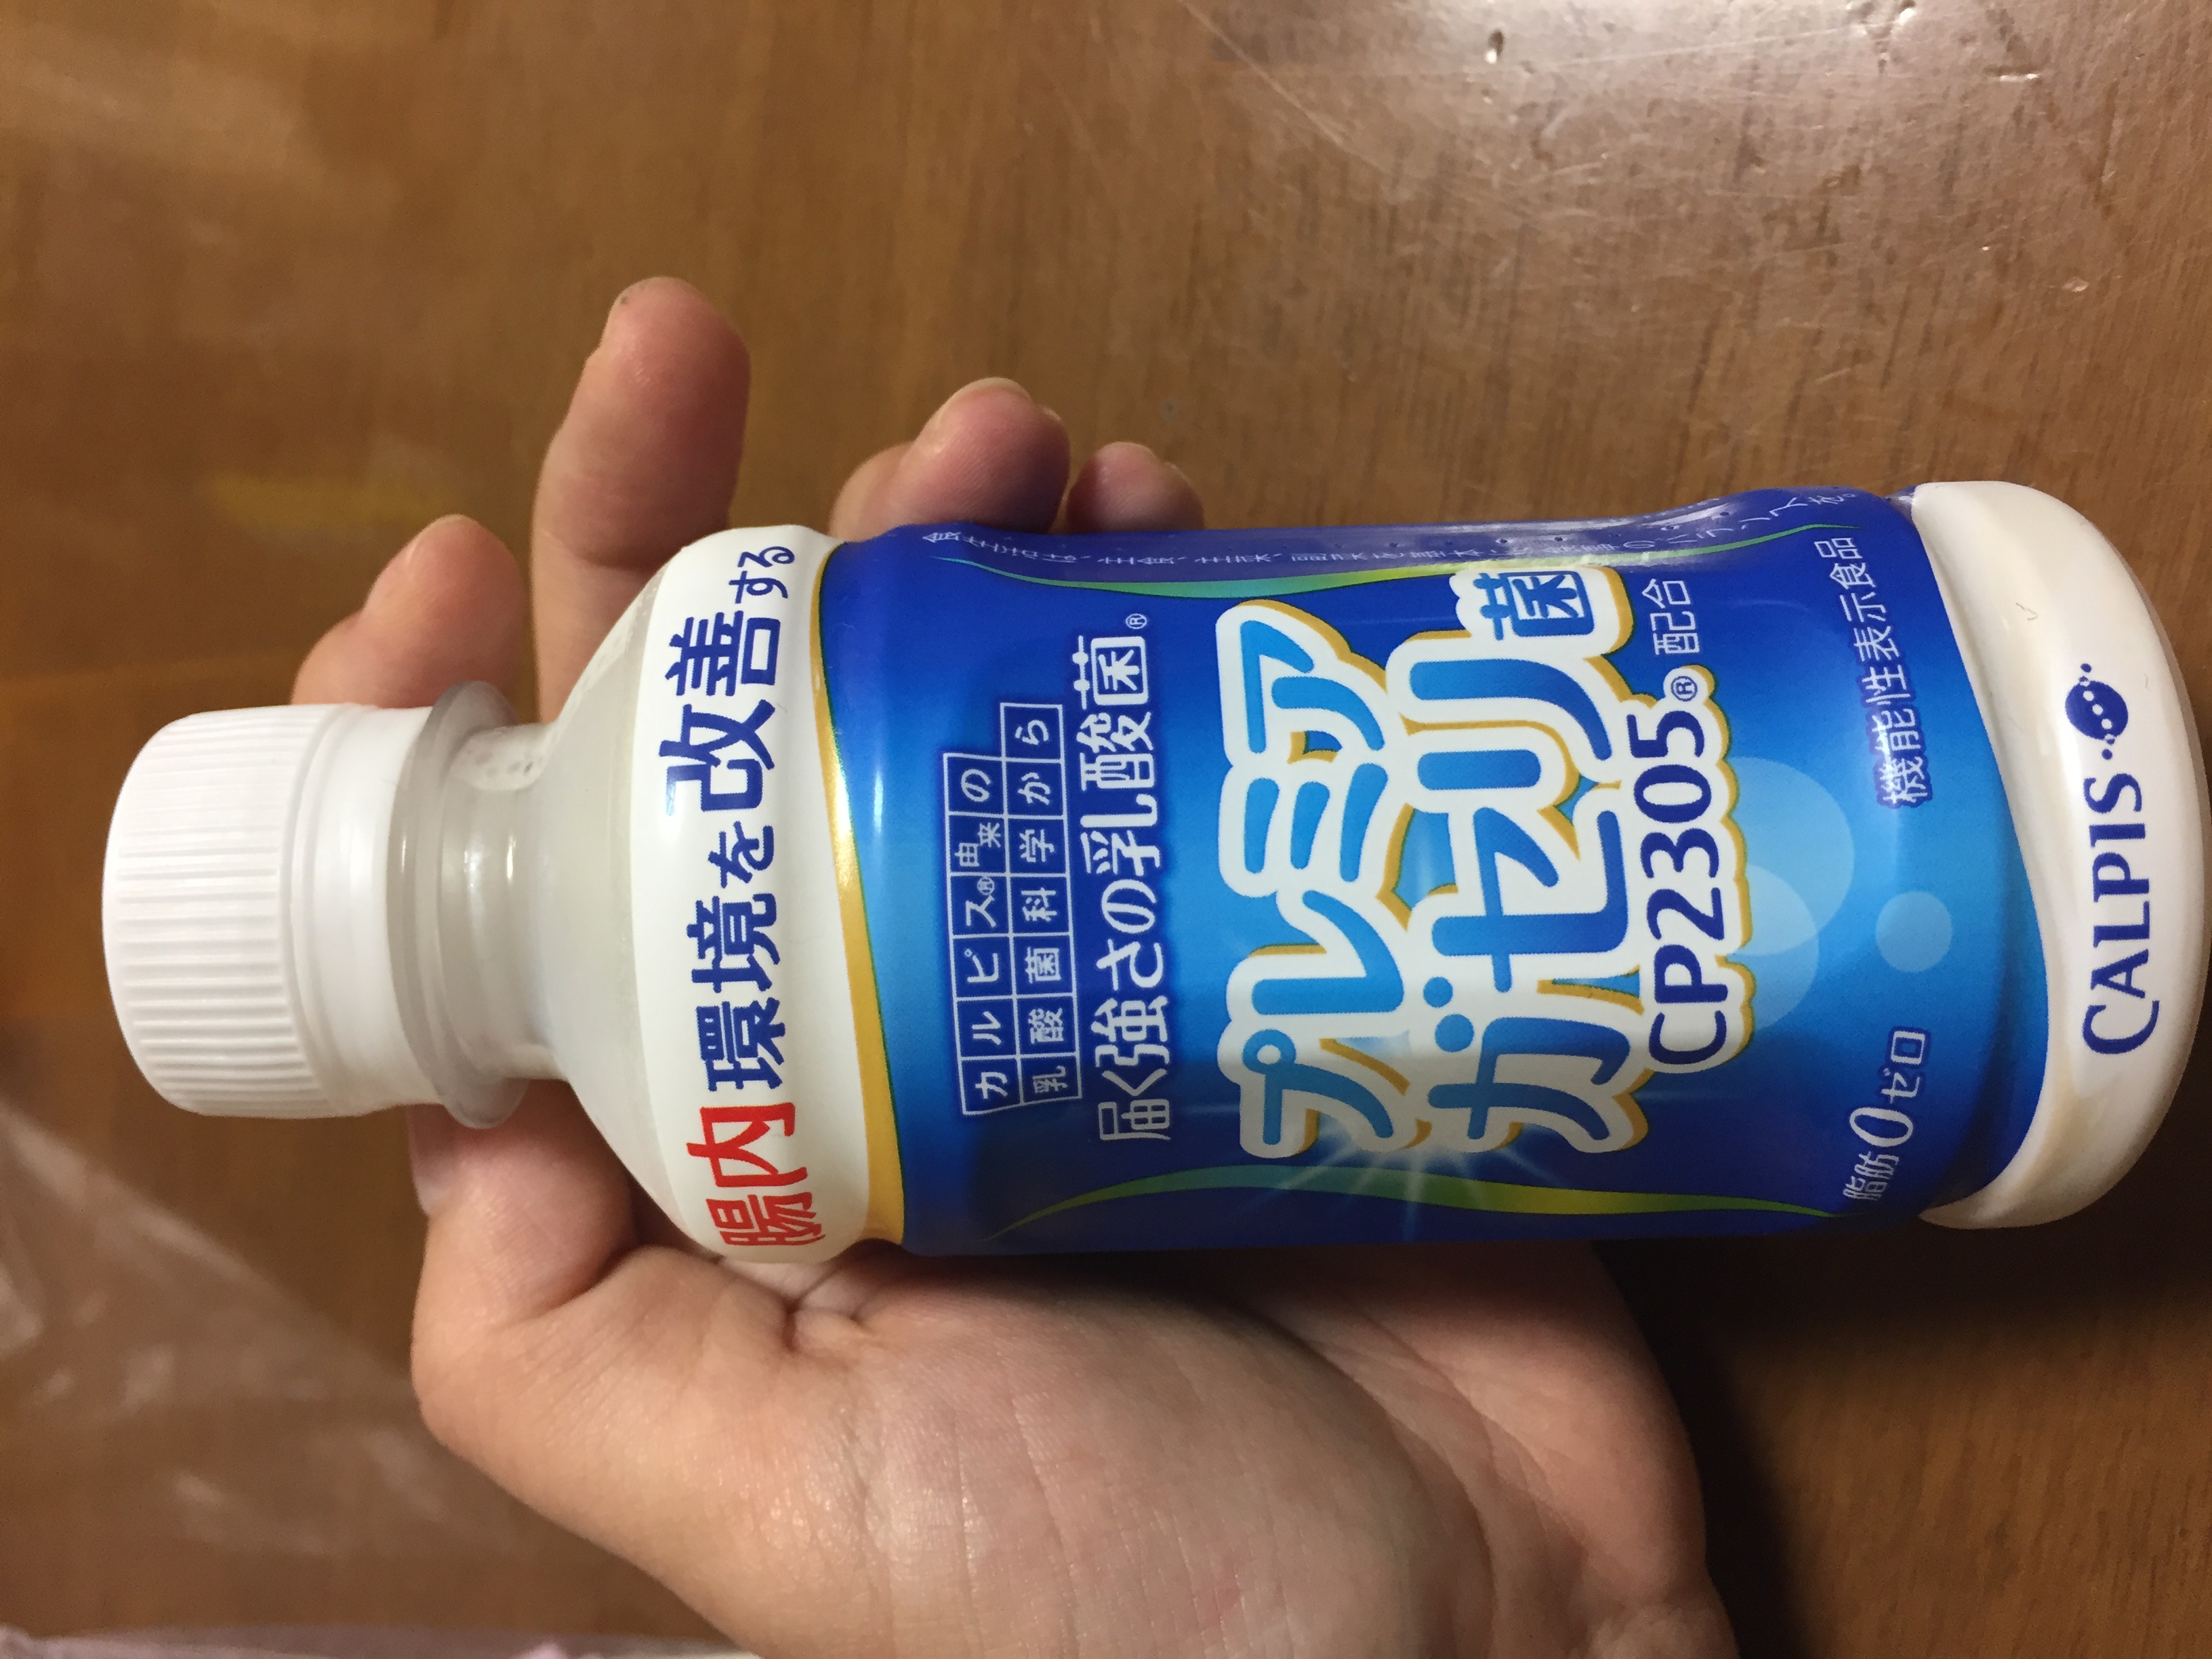 腸内環境を改善する
カルピス®由来の
乳酸菌科学から
届く強さの乳酸菌®
プレミア
ガセリ菌
CP2305® 配合
脂肪0ゼロ
機能性表示食品
CALPIS